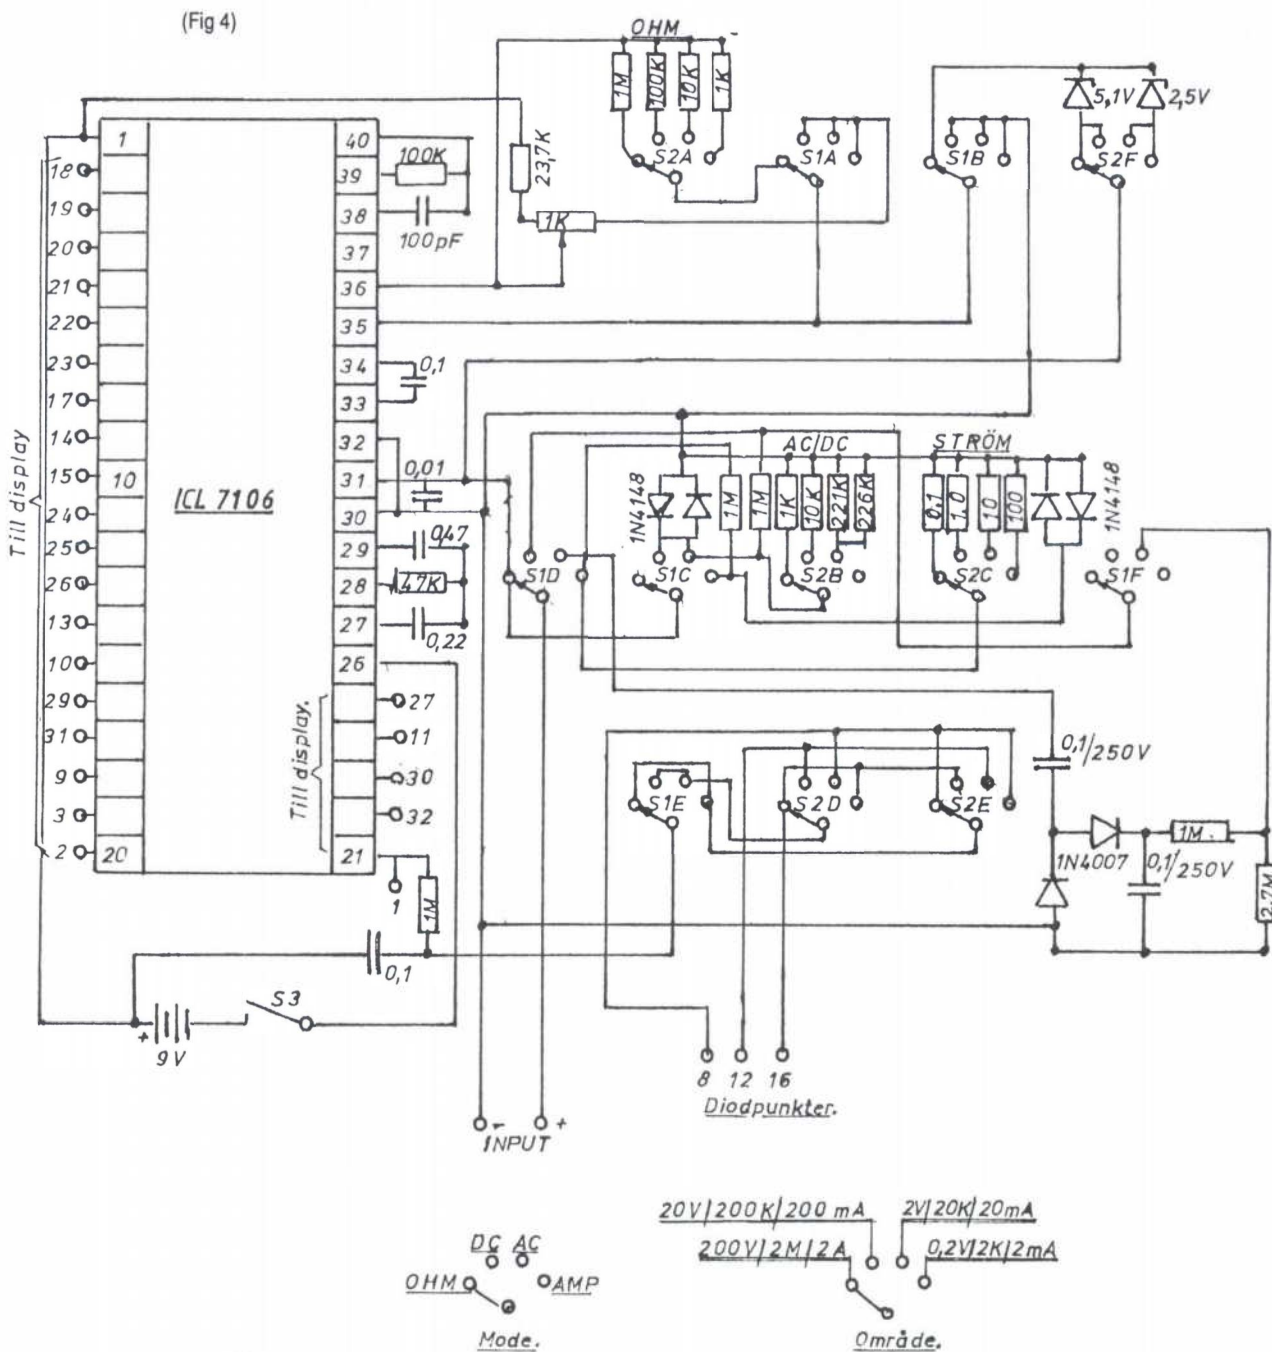 (Fig 4)
OHM
1M
100K
10K
1K
-
5,1V
2,5V
S2A
S1A
S1B
S2F
23,7K
1K
ICL 7106
1
10
20
40
39
38
37
36
35
34
33
32
31
30
29
28
27
26
21
100K
100pF
0,1
0,01
0,47
47K
0,22
Till display
18
19
20
21
22
23
17
14
15
24
25
26
13
10
29
31
9
3
2
Till display.
27
11
30
32
1
1M
0,1
S3
+
9V
AC/DC
STRÖM
1N4148
1M
1M
1K
10K
221K
226K
0.1
1.0
10
100
1N4148
S1D
S1C
S2B
S2C
S1F
S1E
S2D
S2E
0,1/250V
1N4007
0,1/250V
1M.
2.7M
8 12 16
Diodpunkter.
- +
INPUT
DC AC
OHM
AMP
Mode.
20V/200K/200 mA
2V/20K/20mA
200V/2M/2A
0,2V/2K/2mA
Område.